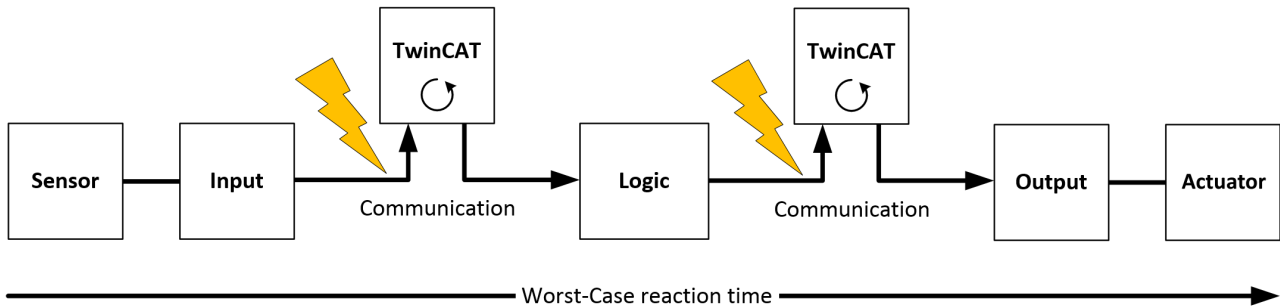 TwinCAT
TwinCAT
Sensor
Input
Communication
Logic
Communication
Output
Actuator
Worst-Case reaction time